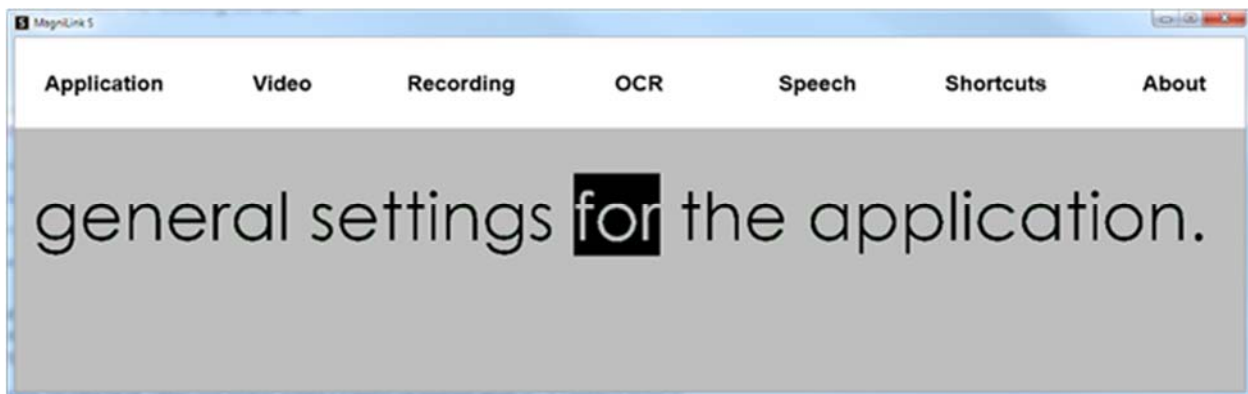 MagniLink S
Application Video Recording OCR Speech Shortcuts About
general settings for the application.